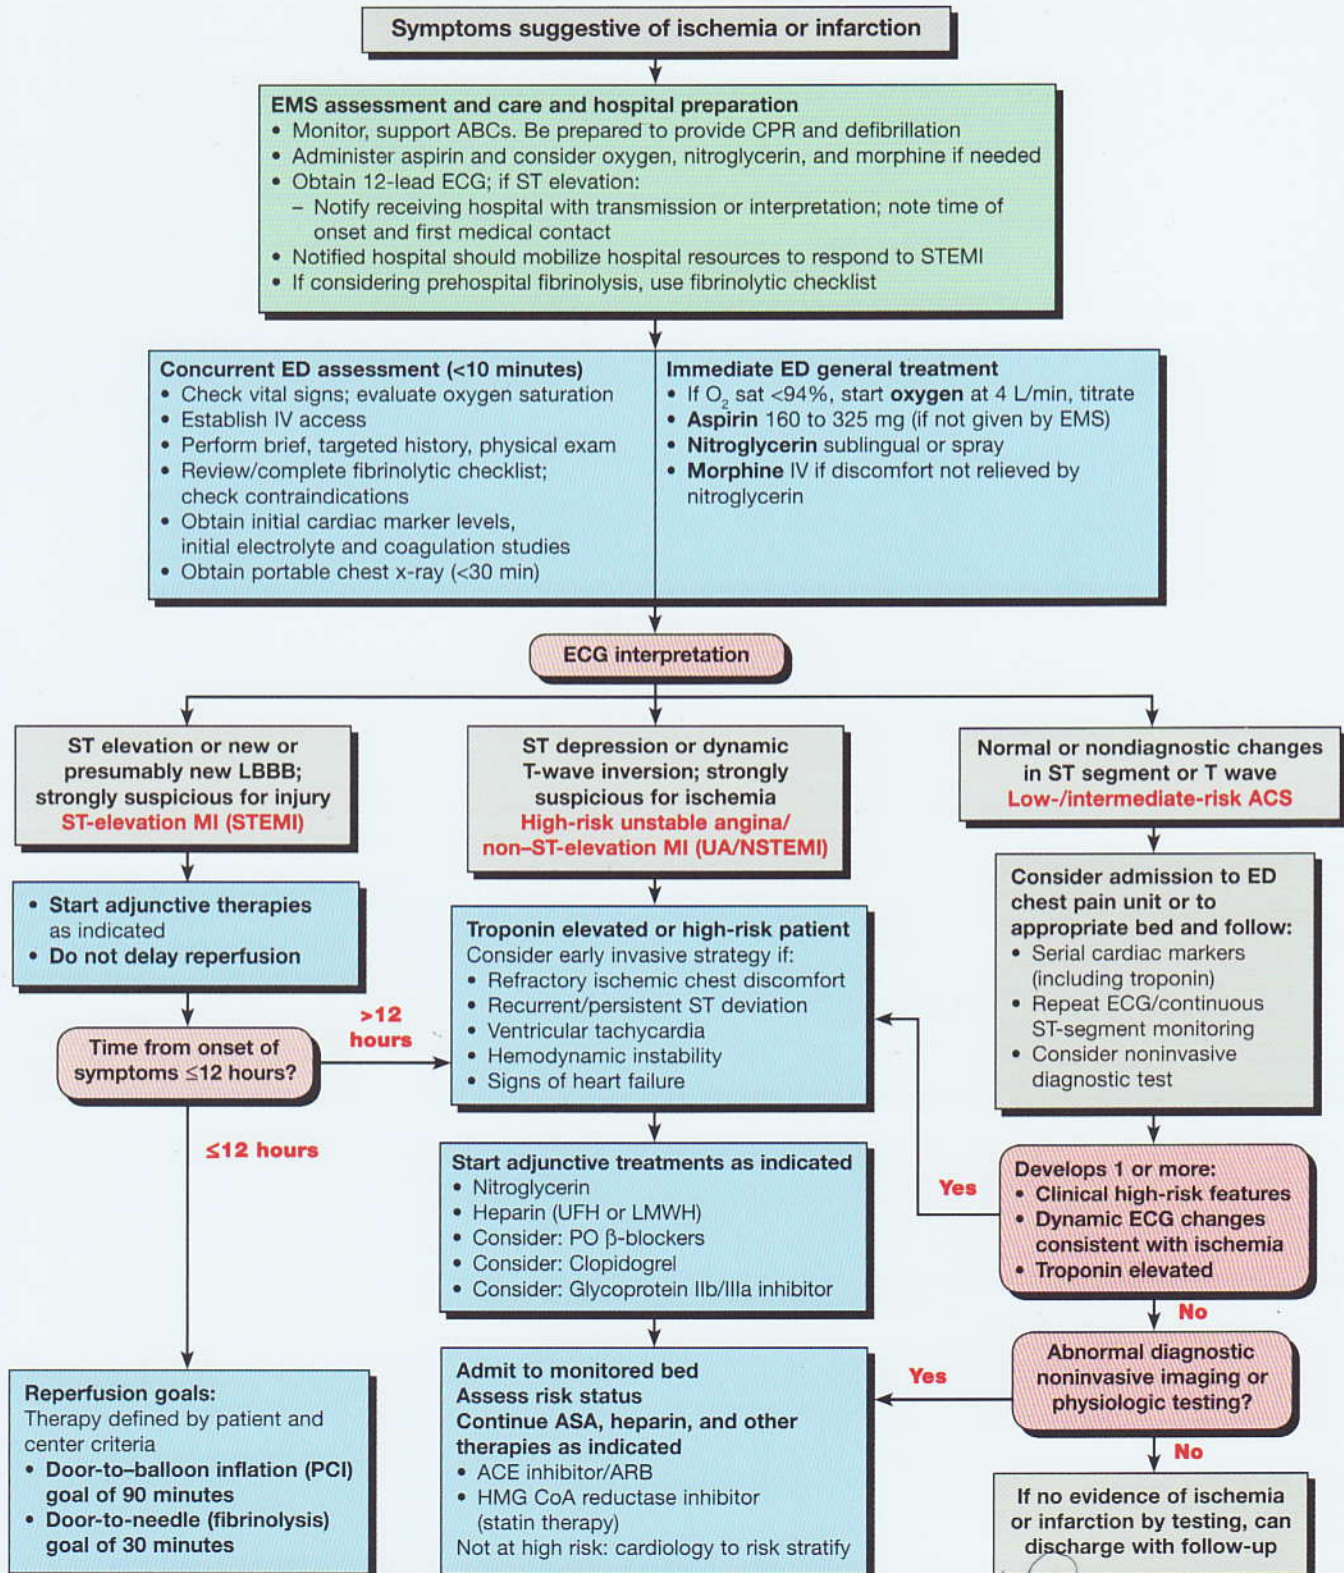 Symptoms suggestive of ischemia or infarction
EMS assessment and care and hospital preparation
• Monitor, support ABCs. Be prepared to provide CPR and defibrillation
• Administer aspirin and consider oxygen, nitroglycerin, and morphine if needed
• Obtain 12-lead ECG; if ST elevation:
– Notify receiving hospital with transmission or interpretation; note time of
onset and first medical contact
• Notified hospital should mobilize hospital resources to respond to STEMI
• If considering prehospital fibrinolysis, use fibrinolytic checklist
Concurrent ED assessment (<10 minutes)
• Check vital signs; evaluate oxygen saturation
• Establish IV access
• Perform brief, targeted history, physical exam
• Review/complete fibrinolytic checklist;
check contraindications
• Obtain initial cardiac marker levels,
initial electrolyte and coagulation studies
• Obtain portable chest x-ray (<30 min)
Immediate ED general treatment
• If O₂ sat <94%, start oxygen at 4 L/min, titrate
• Aspirin 160 to 325 mg (if not given by EMS)
• Nitroglycerin sublingual or spray
• Morphine IV if discomfort not relieved by
nitroglycerin
ECG interpretation
ST elevation or new or
presumably new LBBB;
strongly suspicious for injury
ST-elevation MI (STEMI)
• Start adjunctive therapies
as indicated
• Do not delay reperfusion
Time from onset of
symptoms ≤12 hours?
>12
hours
≤12 hours
Reperfusion goals:
Therapy defined by patient and
center criteria
• Door-to–balloon inflation (PCI)
goal of 90 minutes
• Door-to-needle (fibrinolysis)
goal of 30 minutes
ST depression or dynamic
T-wave inversion; strongly
suspicious for ischemia
High-risk unstable angina/
non–ST-elevation MI (UA/NSTEMI)
Troponin elevated or high-risk patient
Consider early invasive strategy if:
• Refractory ischemic chest discomfort
• Recurrent/persistent ST deviation
• Ventricular tachycardia
• Hemodynamic instability
• Signs of heart failure
Start adjunctive treatments as indicated
• Nitroglycerin
• Heparin (UFH or LMWH)
• Consider: PO β-blockers
• Consider: Clopidogrel
• Consider: Glycoprotein IIb/IIIa inhibitor
Admit to monitored bed
Assess risk status
Continue ASA, heparin, and other
therapies as indicated
• ACE inhibitor/ARB
• HMG CoA reductase inhibitor
(statin therapy)
Not at high risk: cardiology to risk stratify
Normal or nondiagnostic changes
in ST segment or T wave
Low-/intermediate-risk ACS
Consider admission to ED
chest pain unit or to
appropriate bed and follow:
• Serial cardiac markers
(including troponin)
• Repeat ECG/continuous
ST-segment monitoring
• Consider noninvasive
diagnostic test
Develops 1 or more:
• Clinical high-risk features
• Dynamic ECG changes
consistent with ischemia
• Troponin elevated
Yes
No
Abnormal diagnostic
noninvasive imaging or
physiologic testing?
Yes
No
If no evidence of ischemia
or infarction by testing, can
discharge with follow-up